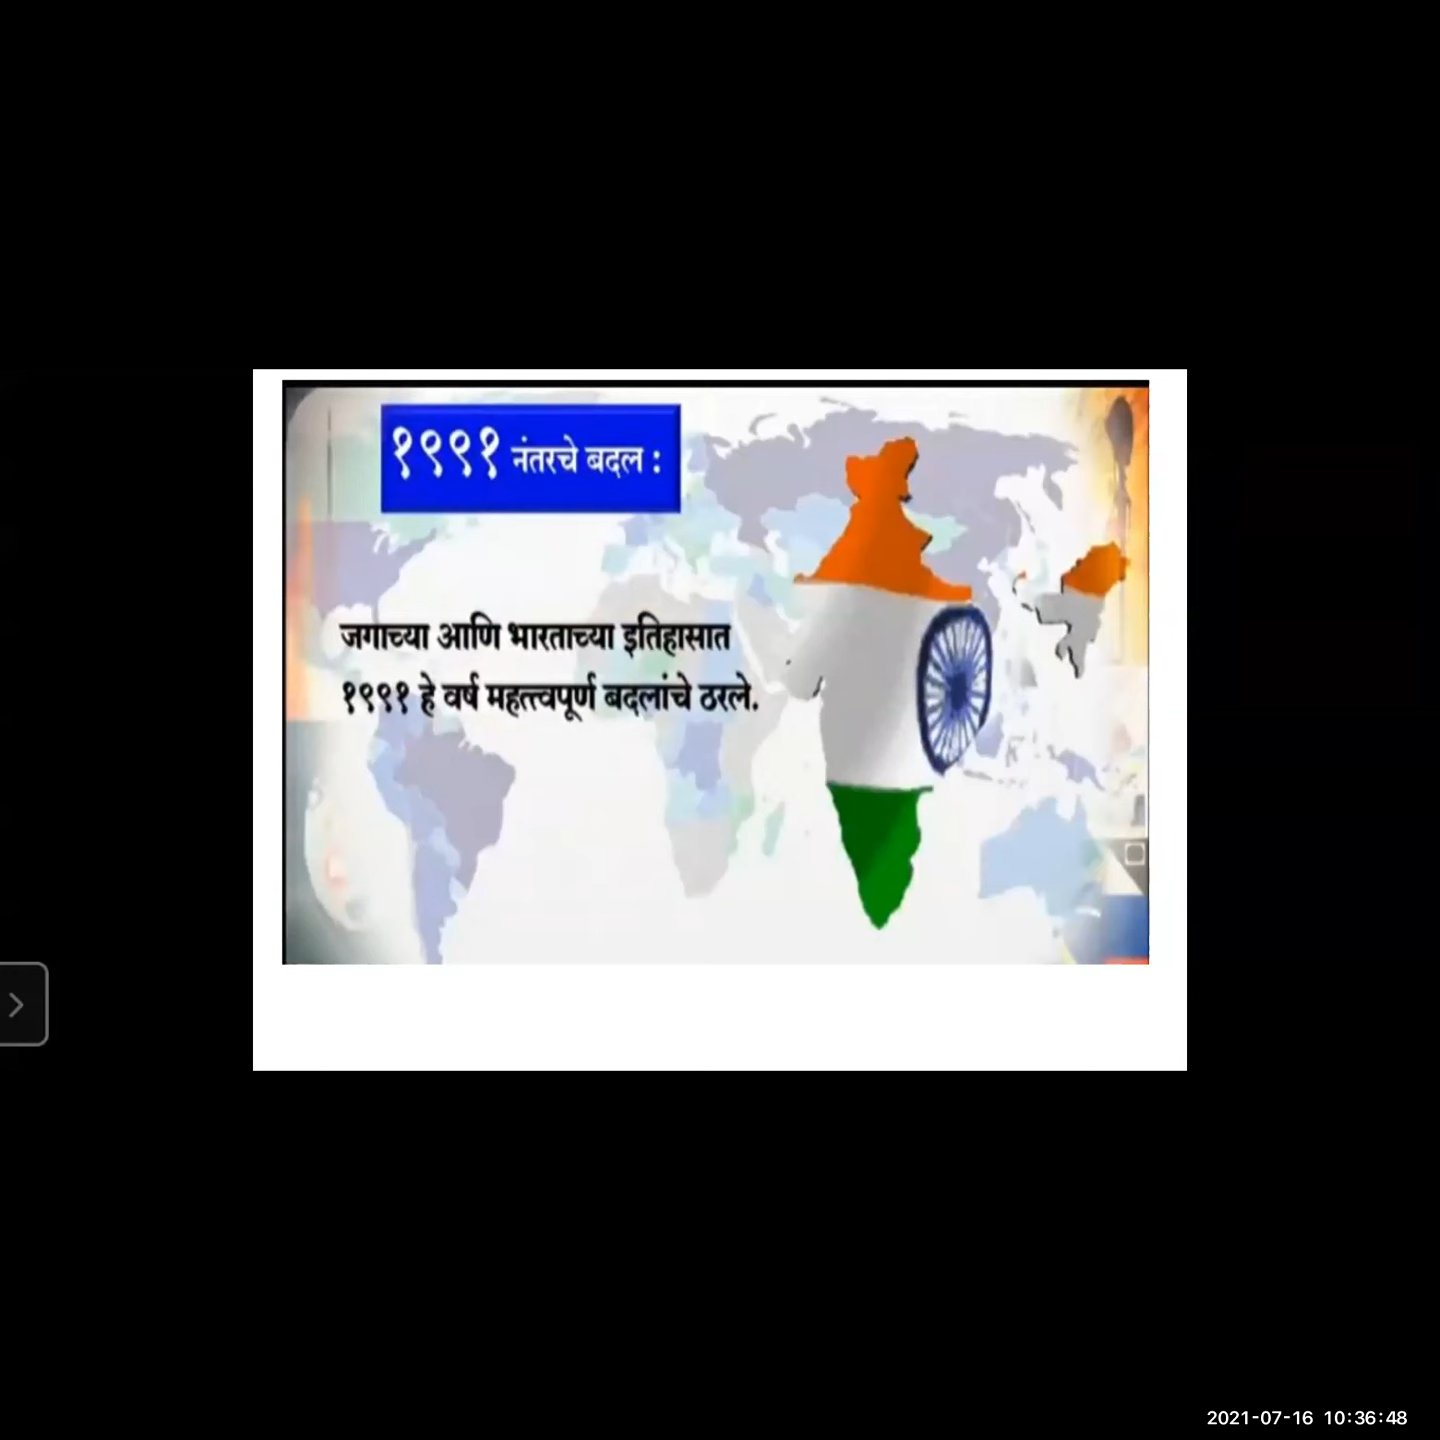 १९९१ नंतरचे बदल :
जगाच्या आणि भारताच्या इतिहासात
१९९१ हे वर्ष महत्त्वपूर्ण बदलांचे ठरले.
2021-07-16 10:36:48